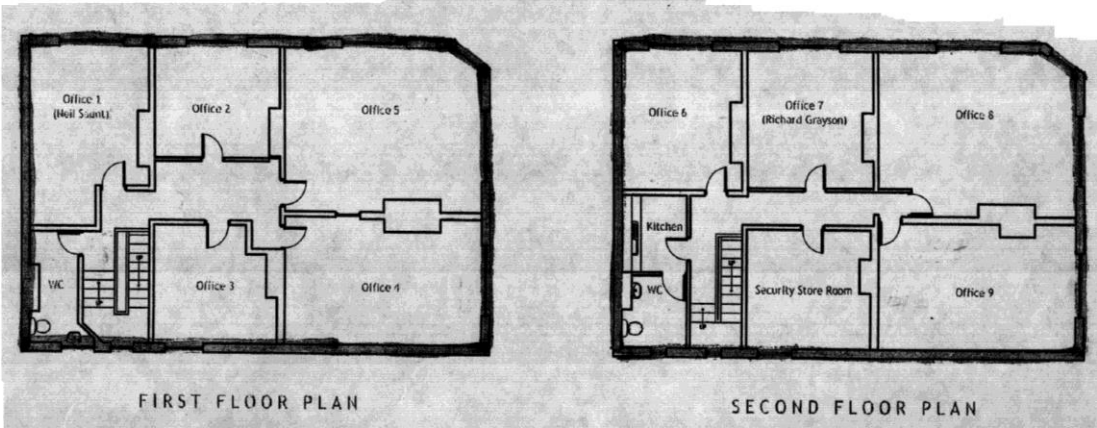 Office 1
(Neil Saunt)
Office 2
Office 5
WC
Office 3
Office 4
FIRST FLOOR PLAN
Office 6
Office 7
(Richard Grayson)
Office 8
Kitchen
WC
Security Store Room
Office 9
SECOND FLOOR PLAN